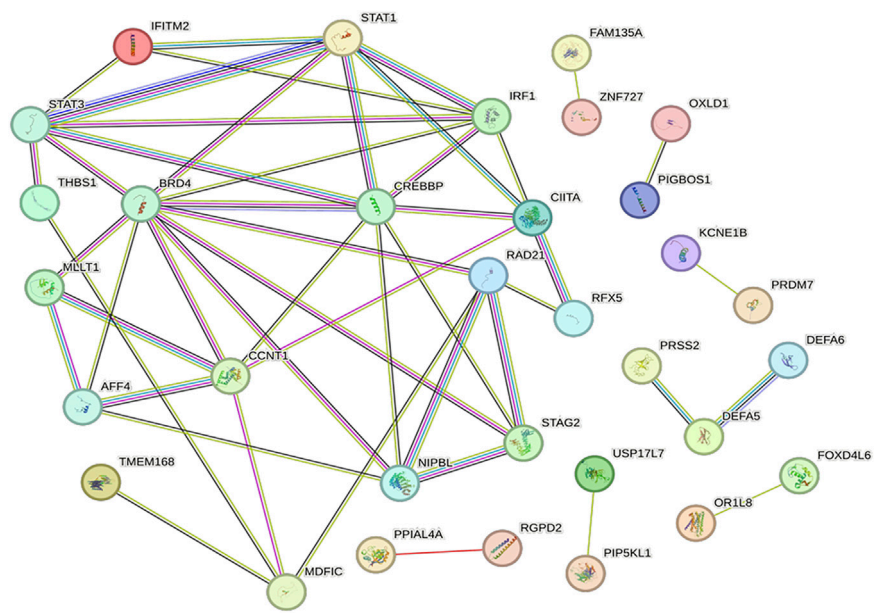 IFITM2
STAT1
FAM135A
STAT3
IRF1
ZNF727
OXLD1
THBS1
BRD4
CREBBP
CIITA
PIGBOS1
KCNE1B
MLLT1
RAD21
RFX5
PRDM7
CCNT1
PRSS2
DEFA6
AFF4
STAG2
DEFA5
TMEM168
NIPBL
USP17L7
FOXD4L6
OR1L8
PPIAL4A
RGPD2
PIP5KL1
MDFIC